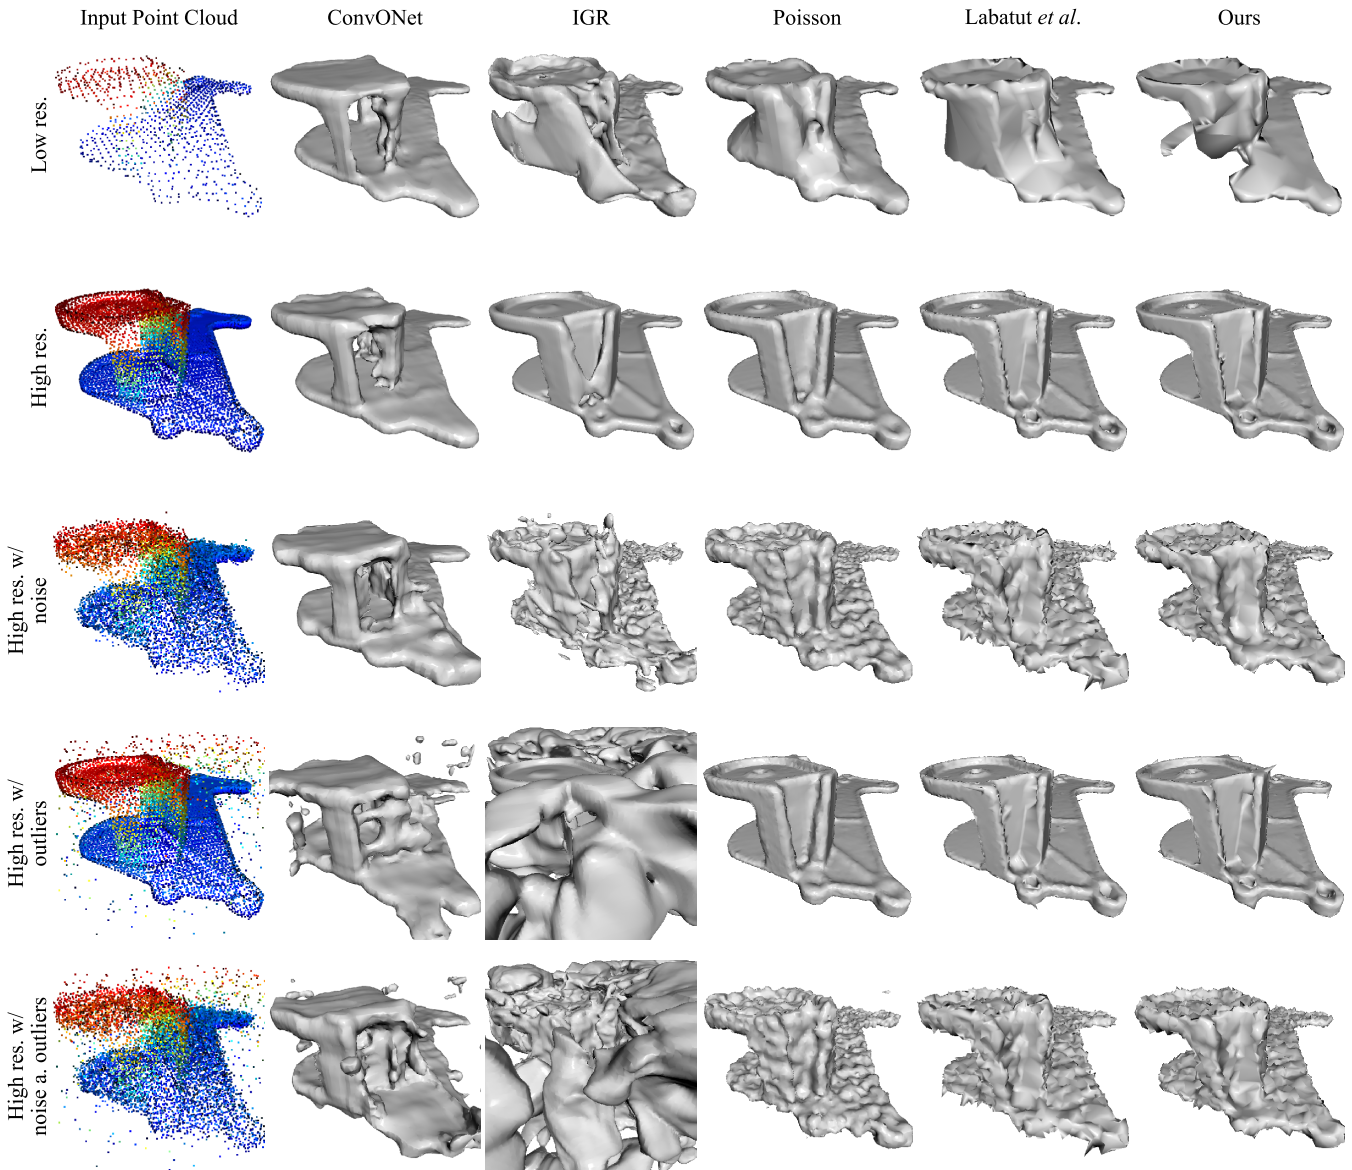 Input Point Cloud
ConvONet
IGR
Poisson
Labatut et al.
Ours
Low res.
High res.
High res. w/
noise
High res. w/
outliers
High res. w/
noise a. outliers